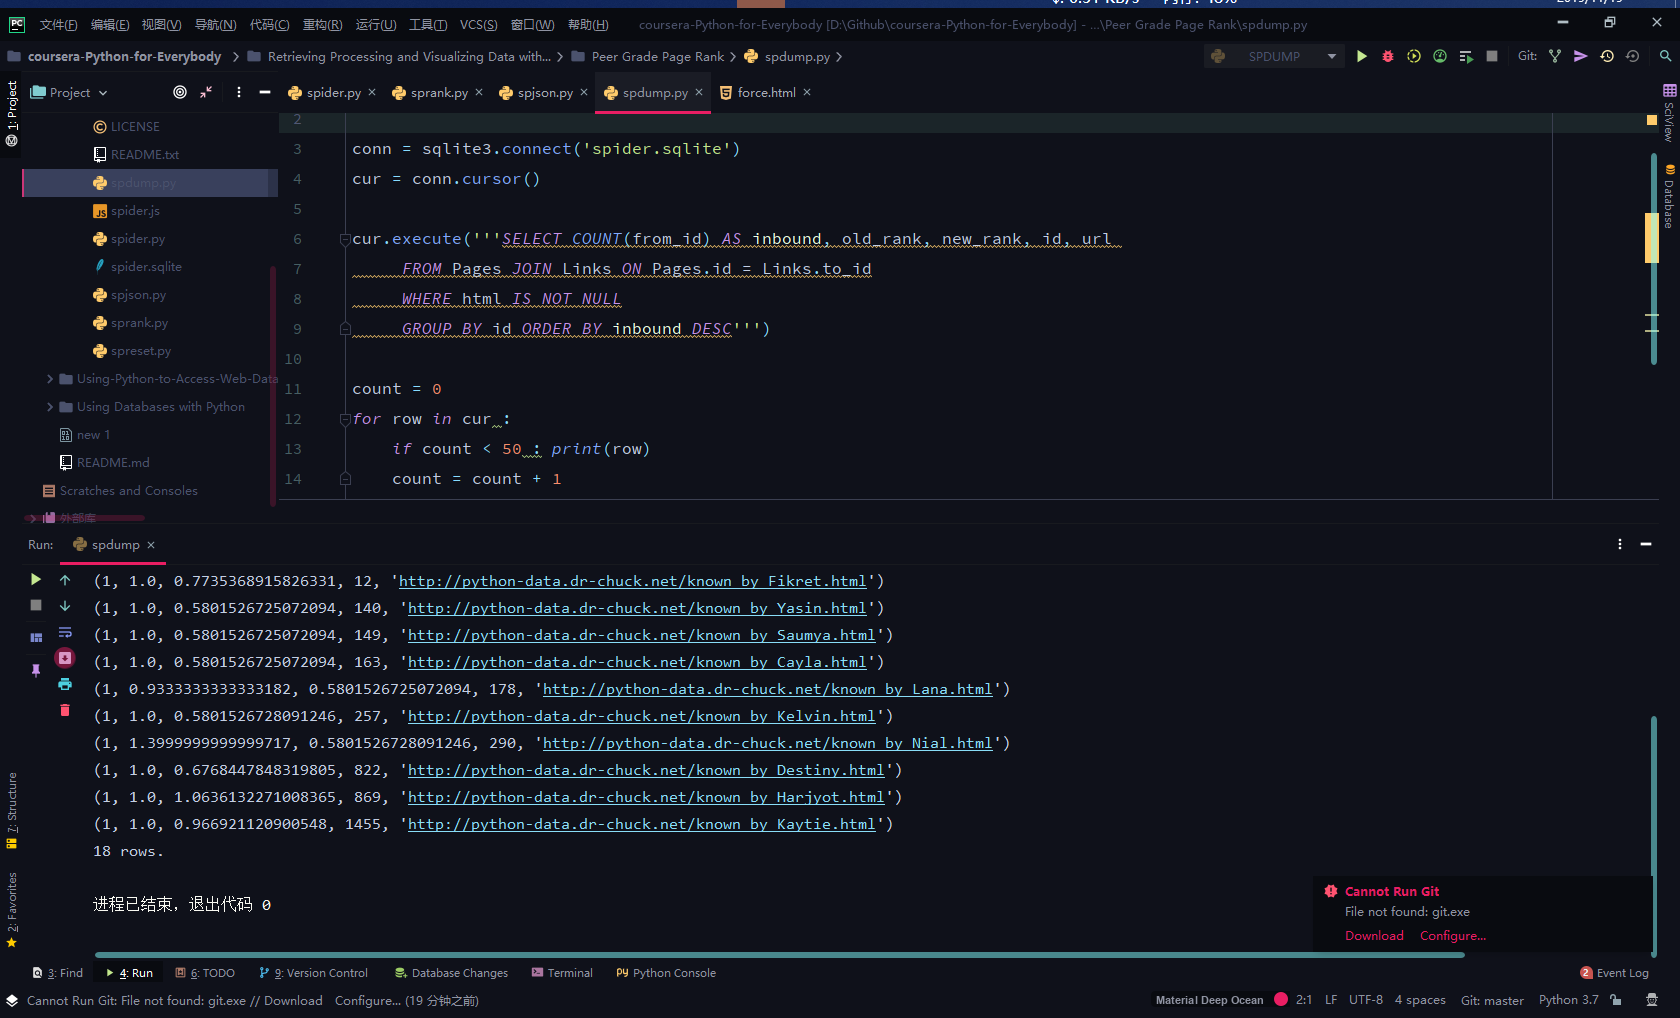 文件(F) 编辑(E) 视图(V) 导航(N) 代码(C) 重构(R) 运行(U) 工具(T) VCS(S) 窗口(W) 帮助(H) coursera-Python-for-Everybody [D:\Github\coursera-Python-for-Everybody] - ...\Peer Grade Page Rank\spdump.py
coursera-Python-for-Everybody Retrieving Processing and Visualizing Data with... Peer Grade Page Rank spdump.py SPDUMP Git:
1: Project
Project
spider.py sprank.py spjson.py spdump.py force.html
LICENSE
README.txt
spdump.py
spider.js
spider.py
spider.sqlite
spjson.py
sprank.py
spreset.py
Using-Python-to-Access-Web-Data
Using Databases with Python
new 1
README.md
Scratches and Consoles
外部库
2
3 conn = sqlite3.connect('spider.sqlite')
4 cur = conn.cursor()
5
6 cur.execute('''SELECT COUNT(from_id) AS inbound, old_rank, new_rank, id, url
7 FROM Pages JOIN Links ON Pages.id = Links.to_id
8 WHERE html IS NOT NULL
9 GROUP BY id ORDER BY inbound DESC''')
10
11 count = 0
12 for row in cur :
13 if count < 50 : print(row)
14 count = count + 1
SciView
Database
Run: spdump
(1, 1.0, 0.7735368915826331, 12, 'http://python-data.dr-chuck.net/known_by_Fikret.html')
(1, 1.0, 0.5801526725072094, 140, 'http://python-data.dr-chuck.net/known_by_Yasin.html')
(1, 1.0, 0.5801526725072094, 149, 'http://python-data.dr-chuck.net/known_by_Saumya.html')
(1, 1.0, 0.5801526725072094, 163, 'http://python-data.dr-chuck.net/known_by_Cayla.html')
(1, 0.9333333333333182, 0.5801526725072094, 178, 'http://python-data.dr-chuck.net/known_by_Lana.html')
(1, 1.0, 0.5801526728091246, 257, 'http://python-data.dr-chuck.net/known_by_Kelvin.html')
(1, 1.3999999999999717, 0.5801526728091246, 290, 'http://python-data.dr-chuck.net/known_by_Nial.html')
(1, 1.0, 0.6768447848319805, 822, 'http://python-data.dr-chuck.net/known_by_Destiny.html')
(1, 1.0, 1.0636132271008365, 869, 'http://python-data.dr-chuck.net/known_by_Harjyot.html')
(1, 1.0, 0.966921120900548, 1455, 'http://python-data.dr-chuck.net/known_by_Kaytie.html')
18 rows.
进程已结束，退出代码 0
7: Structure
2: Favorites
Cannot Run Git
File not found: git.exe
Download Configure...
3: Find 4: Run 6: TODO 9: Version Control Database Changes Terminal Python Console 2 Event Log
Cannot Run Git: File not found: git.exe // Download Configure... (19 分钟之前) Material Deep Ocean 2:1 LF UTF-8 4 spaces Git: master Python 3.7